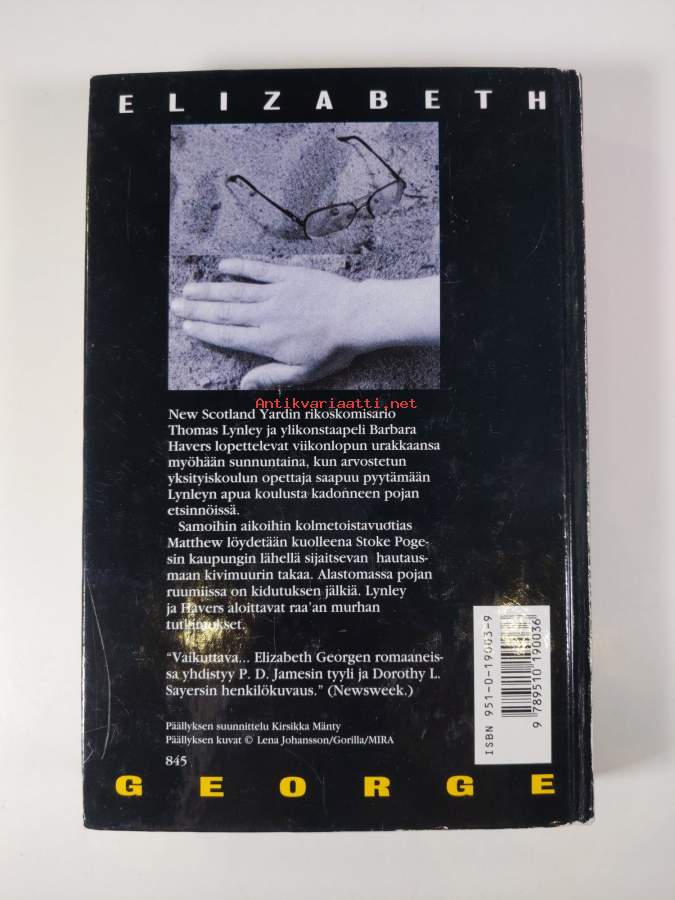 ELIZABETH
Antikvariaatti.net
New Scotland Yardin rikoskomisario
Thomas Lynley ja ylikonstaapeli Barbara
Havers lopettelevat viikonlopun urakkaansa
myöhään sunnuntaina, kun arvostetun
yksityiskoulun opettaja saapuu pyytämään
Lynleyn apua koulusta kadonneen pojan
etsinnöissä.
Samoihin aikoihin kolmetoistavuotias
Matthew löydetään kuolleena Stoke Poge-
sin kaupungin lähellä sijaitsevan hautaus-
maan kivimuurin takaa. Alastomassa pojan
ruumiissa on kidutuksen jälkiä. Lynley
ja Havers aloittavat raa'an murhan
tutkimukset.
"Vaikuttava... Elizabeth Georgen romaaneis-
sa yhdistyy P. D. Jamesin tyyli ja Dorothy L.
Sayersin henkilökuvaus." (Newsweek.)
Päällyksen suunnittelu Kirsikka Mänty
Päällyksen kuvat © Lena Johansson/Gorilla/MIRA
845
ISBN 951-0-19003-9
9 789510 190036
GEORGE